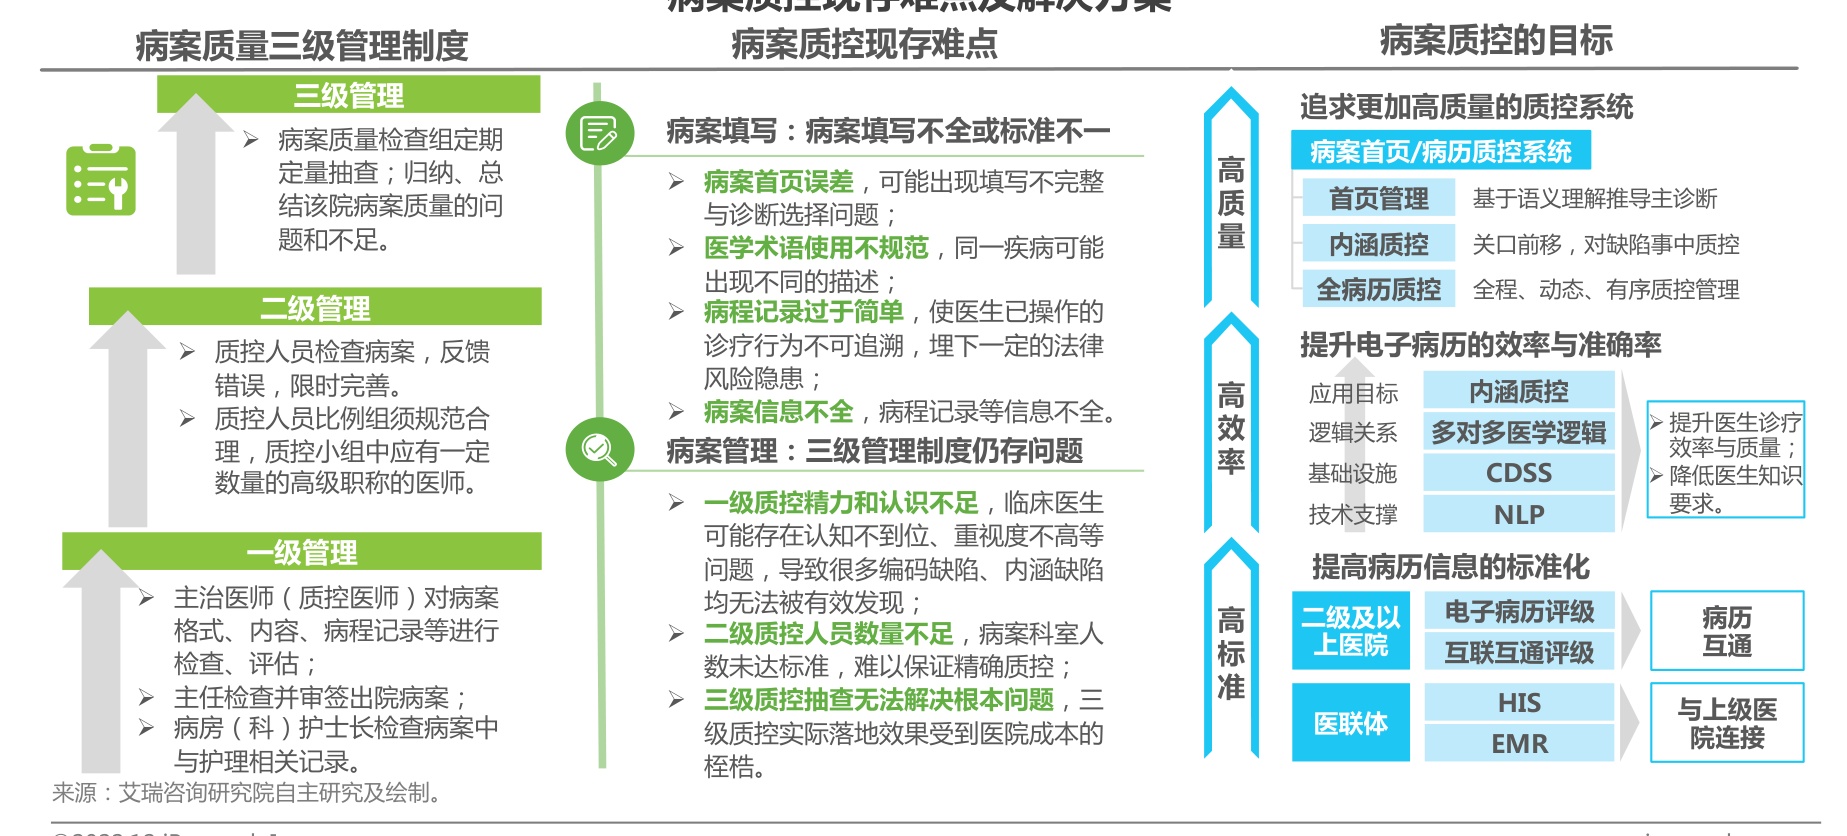 病案质控现存难点及解决方案
病案质量三级管理制度
三级管理
病案质量检查组定期
定量抽查；归纳、总
结该院病案质量的问
题和不足。
二级管理
质控人员检查病案，反馈
错误，限时完善。
质控人员比例组须规范合
理，质控小组中应有一定
数量的高级职称的医师。
一级管理
主治医师（质控医师）对病案
格式、内容、病程记录等进行
检查、评估；
主任检查并审签出院病案；
病房（科）护士长检查病案中
与护理相关记录。
病案质控现存难点
病案填写：病案填写不全或标准不一
病案首页误差，可能出现填写不完整
与诊断选择问题；
医学术语使用不规范，同一疾病可能
出现不同的描述；
病程记录过于简单，使医生已操作的
诊疗行为不可追溯，埋下一定的法律
风险隐患；
病案信息不全，病程记录等信息不全。
病案管理：三级管理制度仍存问题
一级质控精力和认识不足，临床医生
可能存在认知不到位、重视度不高等
问题，导致很多编码缺陷、内涵缺陷
均无法被有效发现；
二级质控人员数量不足，病案科室人
数未达标准，难以保证精确质控；
三级质控抽查无法解决根本问题，三
级质控实际落地效果受到医院成本的
桎梏。
病案质控的目标
高质量
追求更加高质量的质控系统
病案首页/病历质控系统
首页管理 基于语义理解推导主诊断
内涵质控 关口前移，对缺陷事中质控
全病历质控 全程、动态、有序质控管理
高效率
提升电子病历的效率与准确率
应用目标 内涵质控
逻辑关系 多对多医学逻辑
基础设施 CDSS
技术支撑 NLP
提升医生诊疗
效率与质量；
降低医生知识
要求。
高标准
提高病历信息的标准化
二级及以
上医院
电子病历评级
互联互通评级
病历
互通
医联体
HIS
EMR
与上级医
院连接
来源：艾瑞咨询研究院自主研究及绘制。